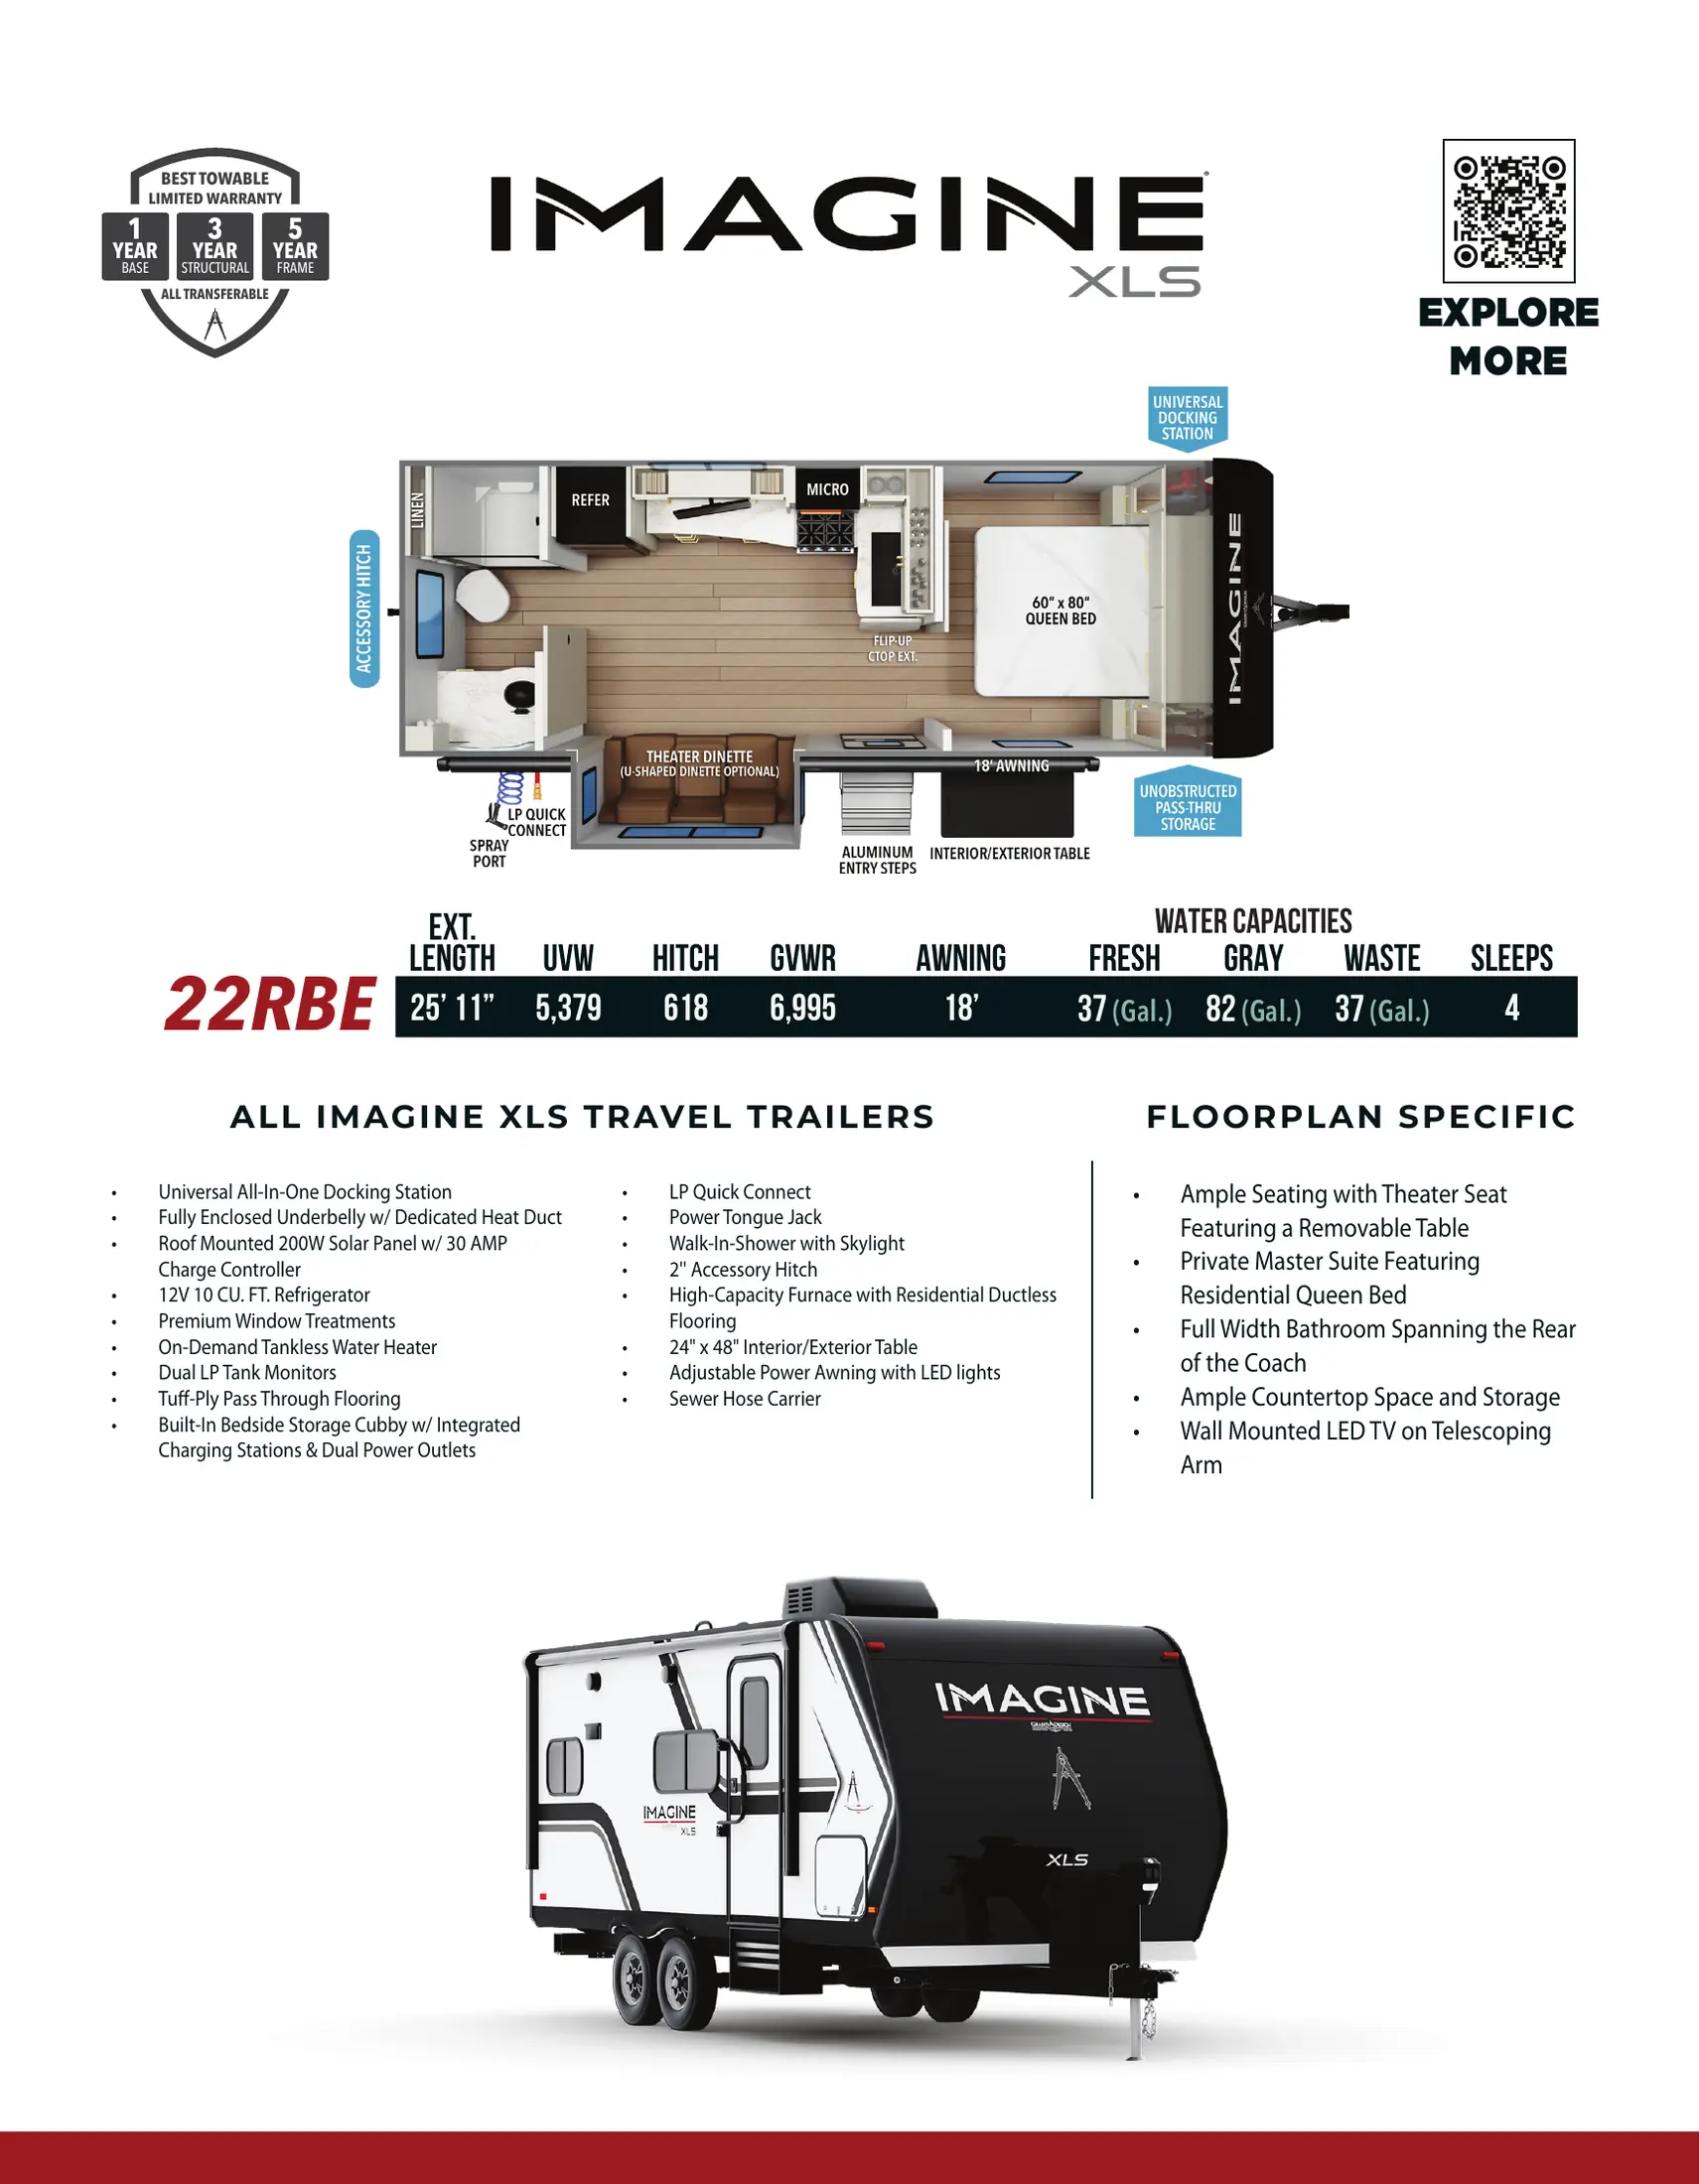 BEST TOWABLE
LIMITED WARRANTY
1 YEAR BASE
3 YEAR STRUCTURAL
5 YEAR FRAME
ALL TRANSFERABLE
IMAGINE®
XLS
EXPLORE
MORE
UNIVERSAL
DOCKING
STATION
ACCESSORY HITCH
LINEN
REFER
MICRO
FLIP-UP
CTOP EXT.
60" x 80"
QUEEN BED
IMAGINE
THEATER DINETTE
(U-SHAPED DINETTE OPTIONAL)
18' AWNING
LP QUICK
CONNECT
SPRAY
PORT
ALUMINUM
ENTRY STEPS
INTERIOR/EXTERIOR TABLE
UNOBSTRUCTED
PASS-THRU
STORAGE
WATER CAPACITIES
EXT. LENGTH UVW HITCH GVWR AWNING FRESH GRAY WASTE SLEEPS
22RBE 25' 11" 5,379 618 6,995 18' 37 (Gal.) 82 (Gal.) 37 (Gal.) 4
ALL IMAGINE XLS TRAVEL TRAILERS
• Universal All-In-One Docking Station
• Fully Enclosed Underbelly w/ Dedicated Heat Duct
• Roof Mounted 200W Solar Panel w/ 30 AMP
Charge Controller
• 12V 10 CU. FT. Refrigerator
• Premium Window Treatments
• On-Demand Tankless Water Heater
• Dual LP Tank Monitors
• Tuff-Ply Pass Through Flooring
• Built-In Bedside Storage Cubby w/ Integrated
Charging Stations & Dual Power Outlets
• LP Quick Connect
• Power Tongue Jack
• Walk-In-Shower with Skylight
• 2" Accessory Hitch
• High-Capacity Furnace with Residential Ductless
Flooring
• 24" x 48" Interior/Exterior Table
• Adjustable Power Awning with LED lights
• Sewer Hose Carrier
FLOORPLAN SPECIFIC
• Ample Seating with Theater Seat
Featuring a Removable Table
• Private Master Suite Featuring
Residential Queen Bed
• Full Width Bathroom Spanning the Rear
of the Coach
• Ample Countertop Space and Storage
• Wall Mounted LED TV on Telescoping
Arm
IMAGINE
XLS
IMAGINE
XLS